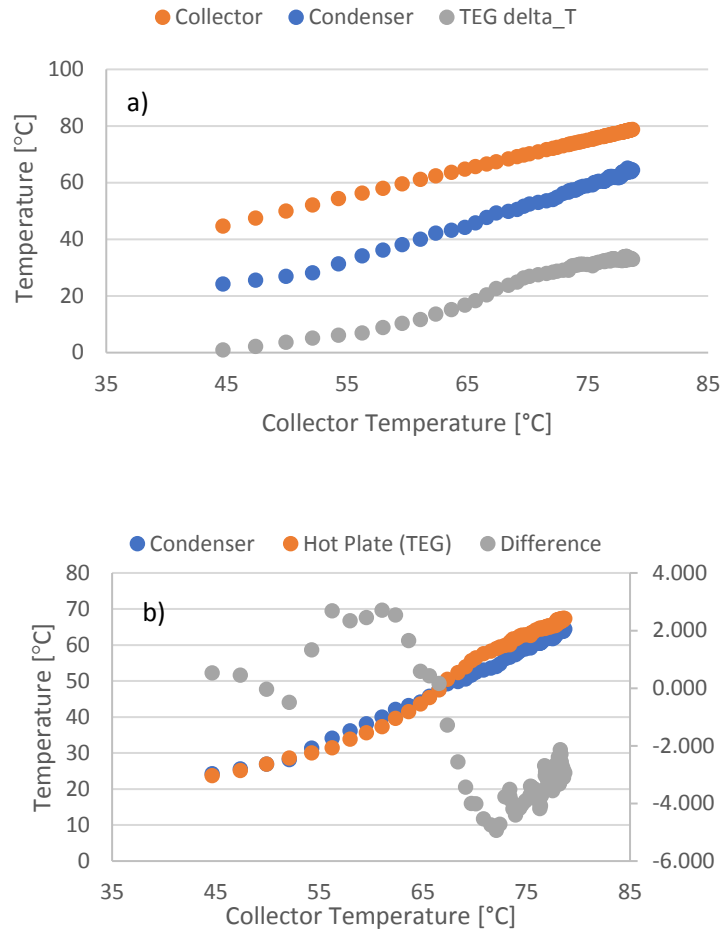 Collector Condenser TEG delta_T
a)
100
80
60
40
20
0
35 45 55 65 75 85
Temperature [°C]
Collector Temperature [°C]
Condenser Hot Plate (TEG) Difference
b)
80
70
60
50
40
30
20
10
0
4.000
2.000
0.000
-2.000
-4.000
-6.000
35 45 55 65 75 85
Temperature [°C]
Collector Temperature [°C]